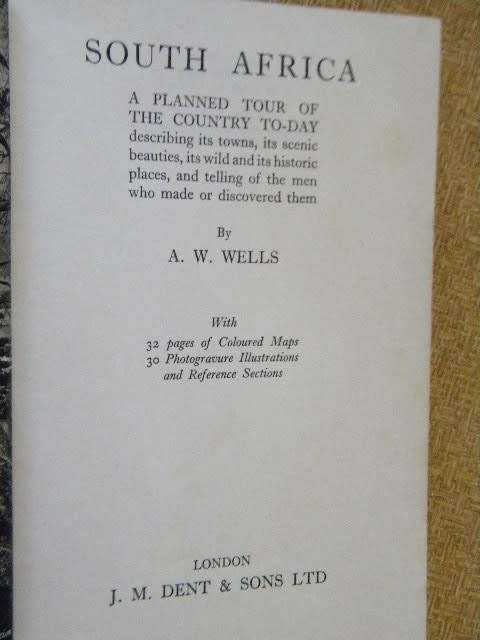 SOUTH AFRICA
A PLANNED TOUR OF
THE COUNTRY TO-DAY
describing its towns, its scenic
beauties, its wild and its historic
places, and telling of the men
who made or discovered them
By
A. W. WELLS
With
32 pages of Coloured Maps
30 Photogravure Illustrations
and Reference Sections
LONDON
J. M. DENT & SONS LTD